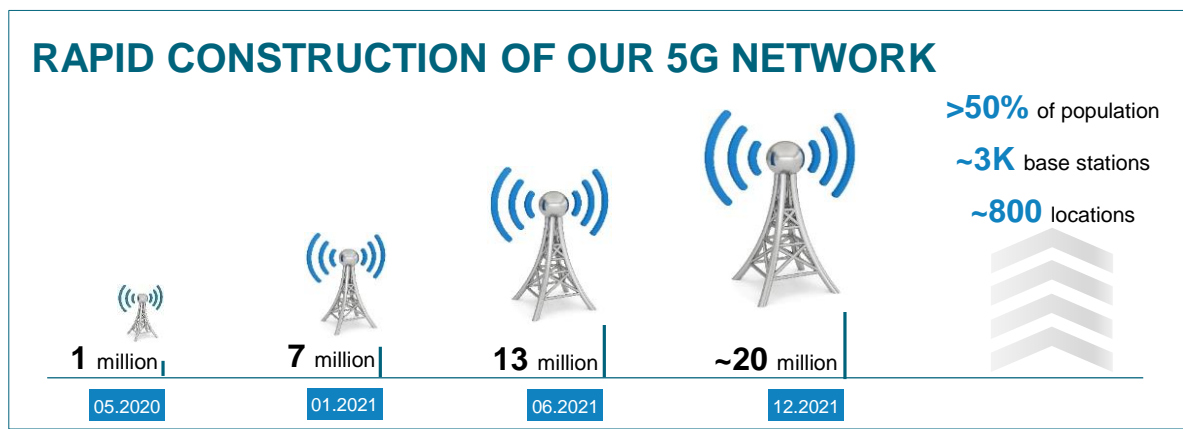 RAPID CONSTRUCTION OF OUR 5G NETWORK
>50% of population
~3K base stations
~800 locations
1 million
7 million
13 million
~20 million
05.2020
01.2021
06.2021
12.2021